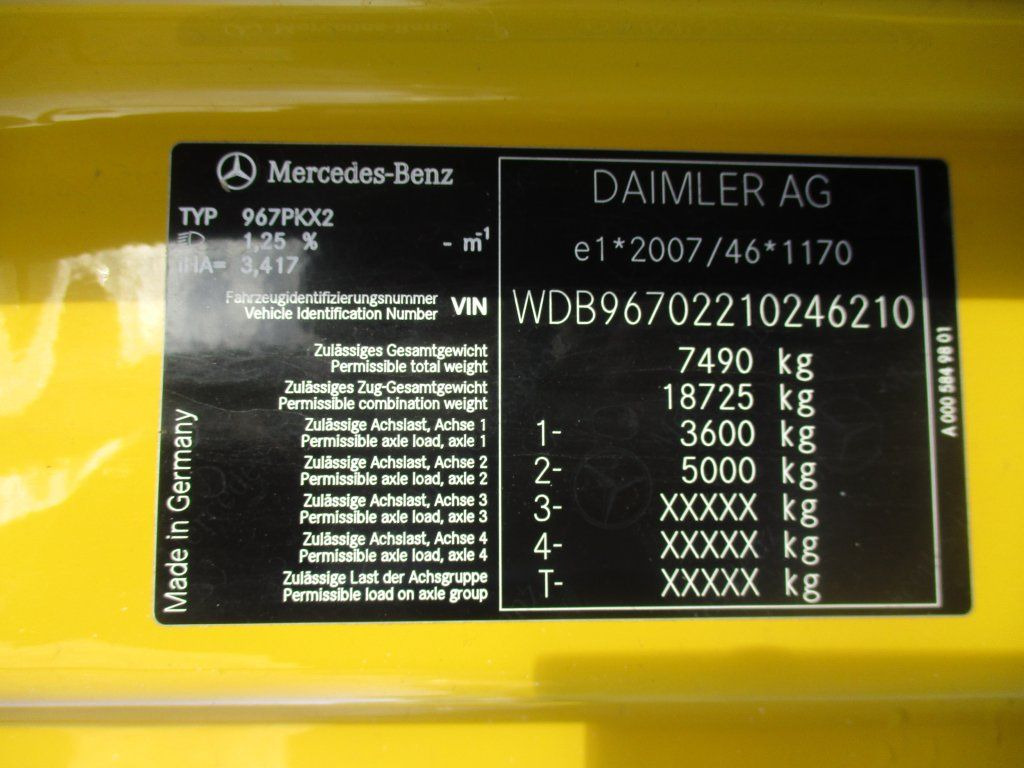 Mercedes-Benz
TYP 967PKX2
1,25 % - m⁻¹
IHA= 3,417
DAIMLER AG
e1*2007/46*1170
Fahrzeugidentifizierungsnummer
Vehicle Identification Number VIN WDB96702210246210
Zulässiges Gesamtgewicht
Permissible total weight 7490 kg
Zulässiges Zug-Gesamtgewicht
Permissible combination weight 18725 kg
Zulässige Achslast, Achse 1
Permissible axle load, axle 1 1- 3600 kg
Zulässige Achslast, Achse 2
Permissible axle load, axle 2 2- 5000 kg
Zulässige Achslast, Achse 3
Permissible axle load, axle 3 3- XXXXX kg
Zulässige Achslast, Achse 4
Permissible axle load, axle 4 4- XXXXX kg
Zulässige Last der Achsgruppe
Permissible load on axle group T- XXXXX kg
Made in Germany
A 000 584 98 01